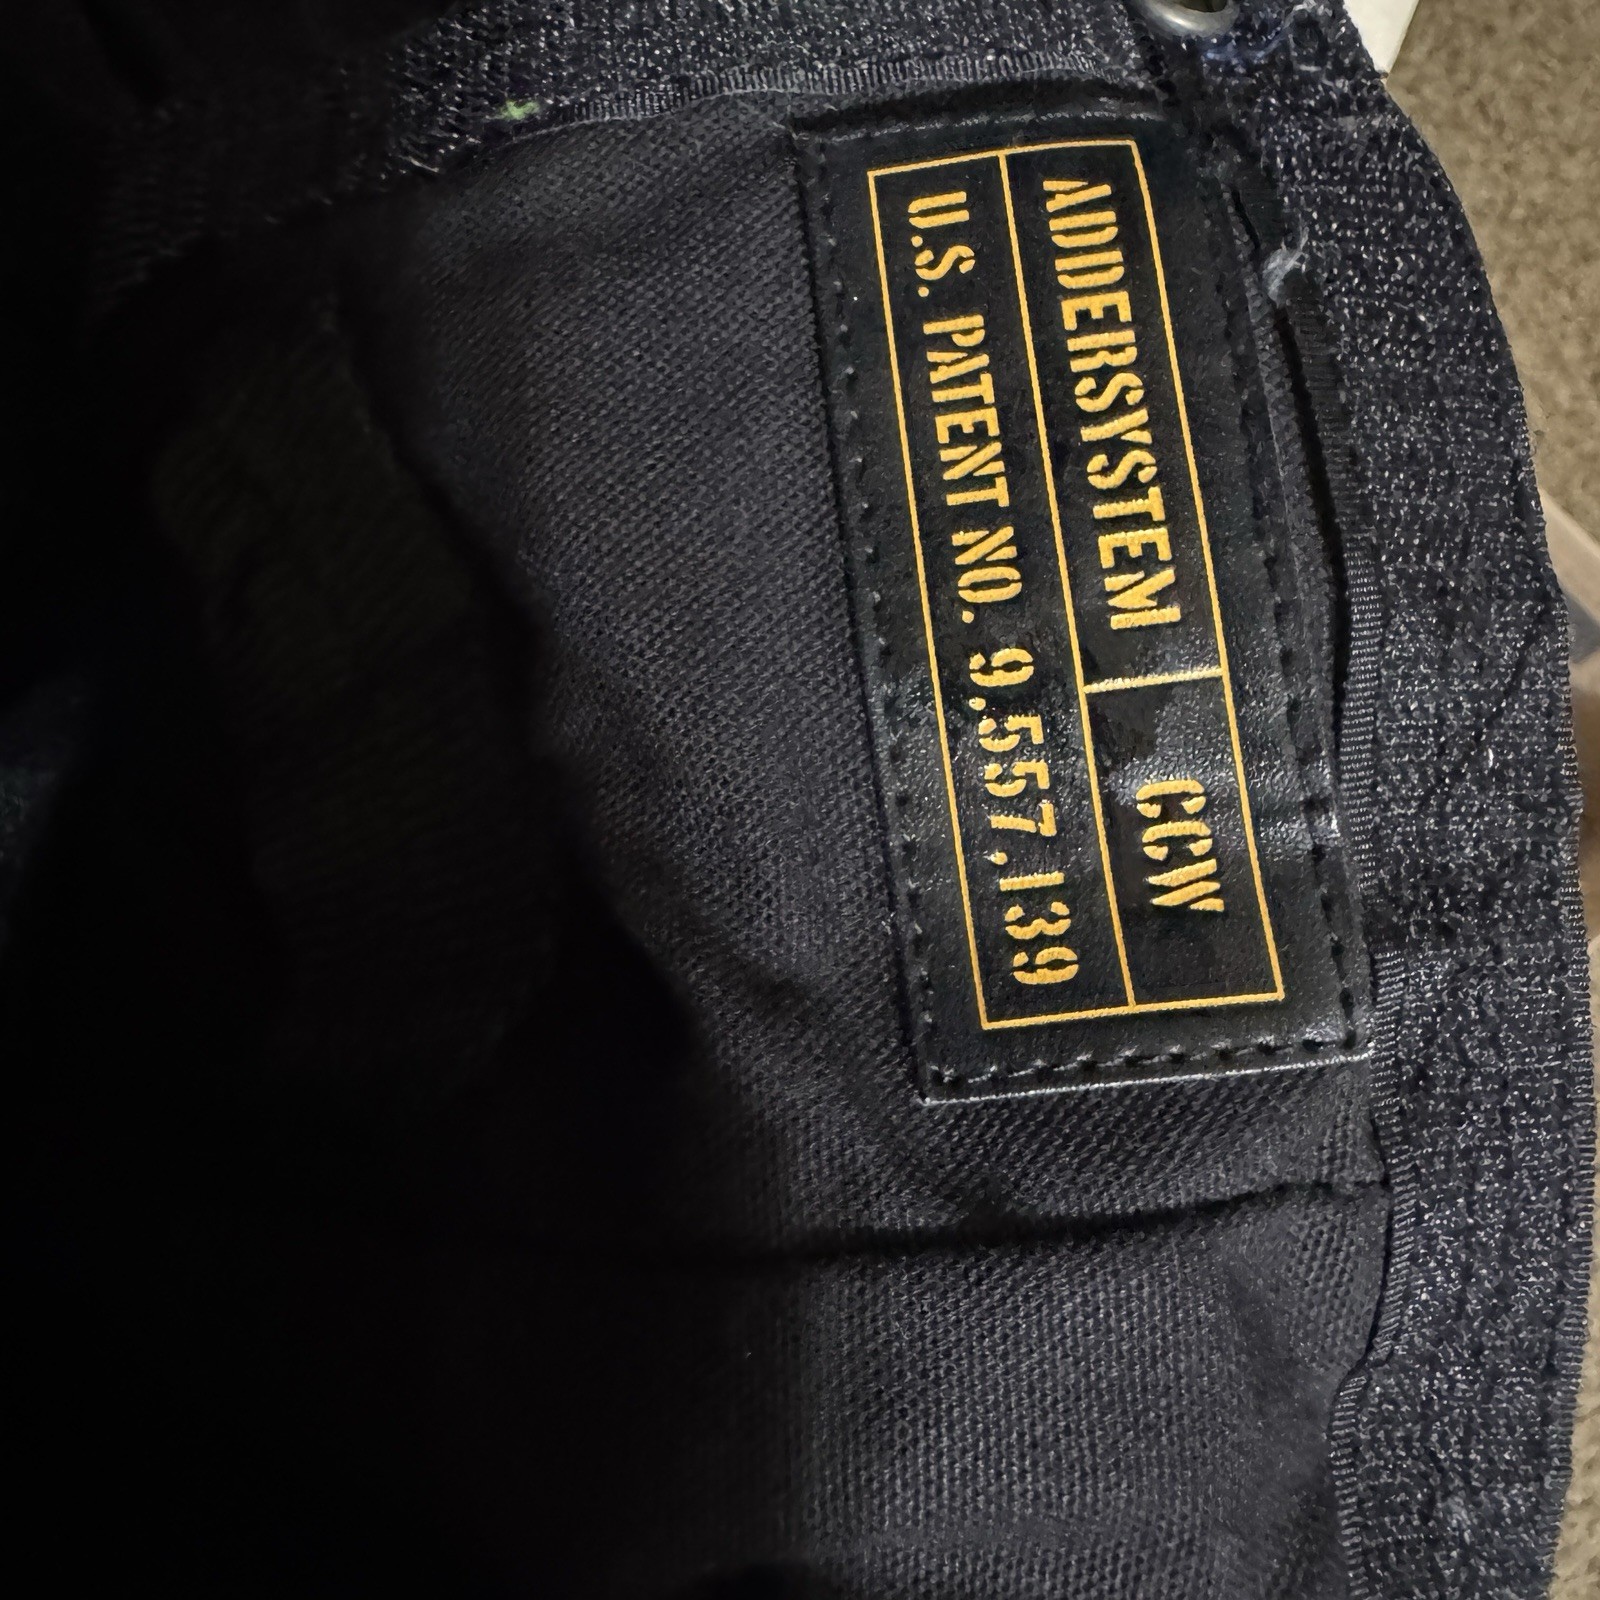 ADDERSYSTEM CCW
U.S. PATENT NO. 9,557,139